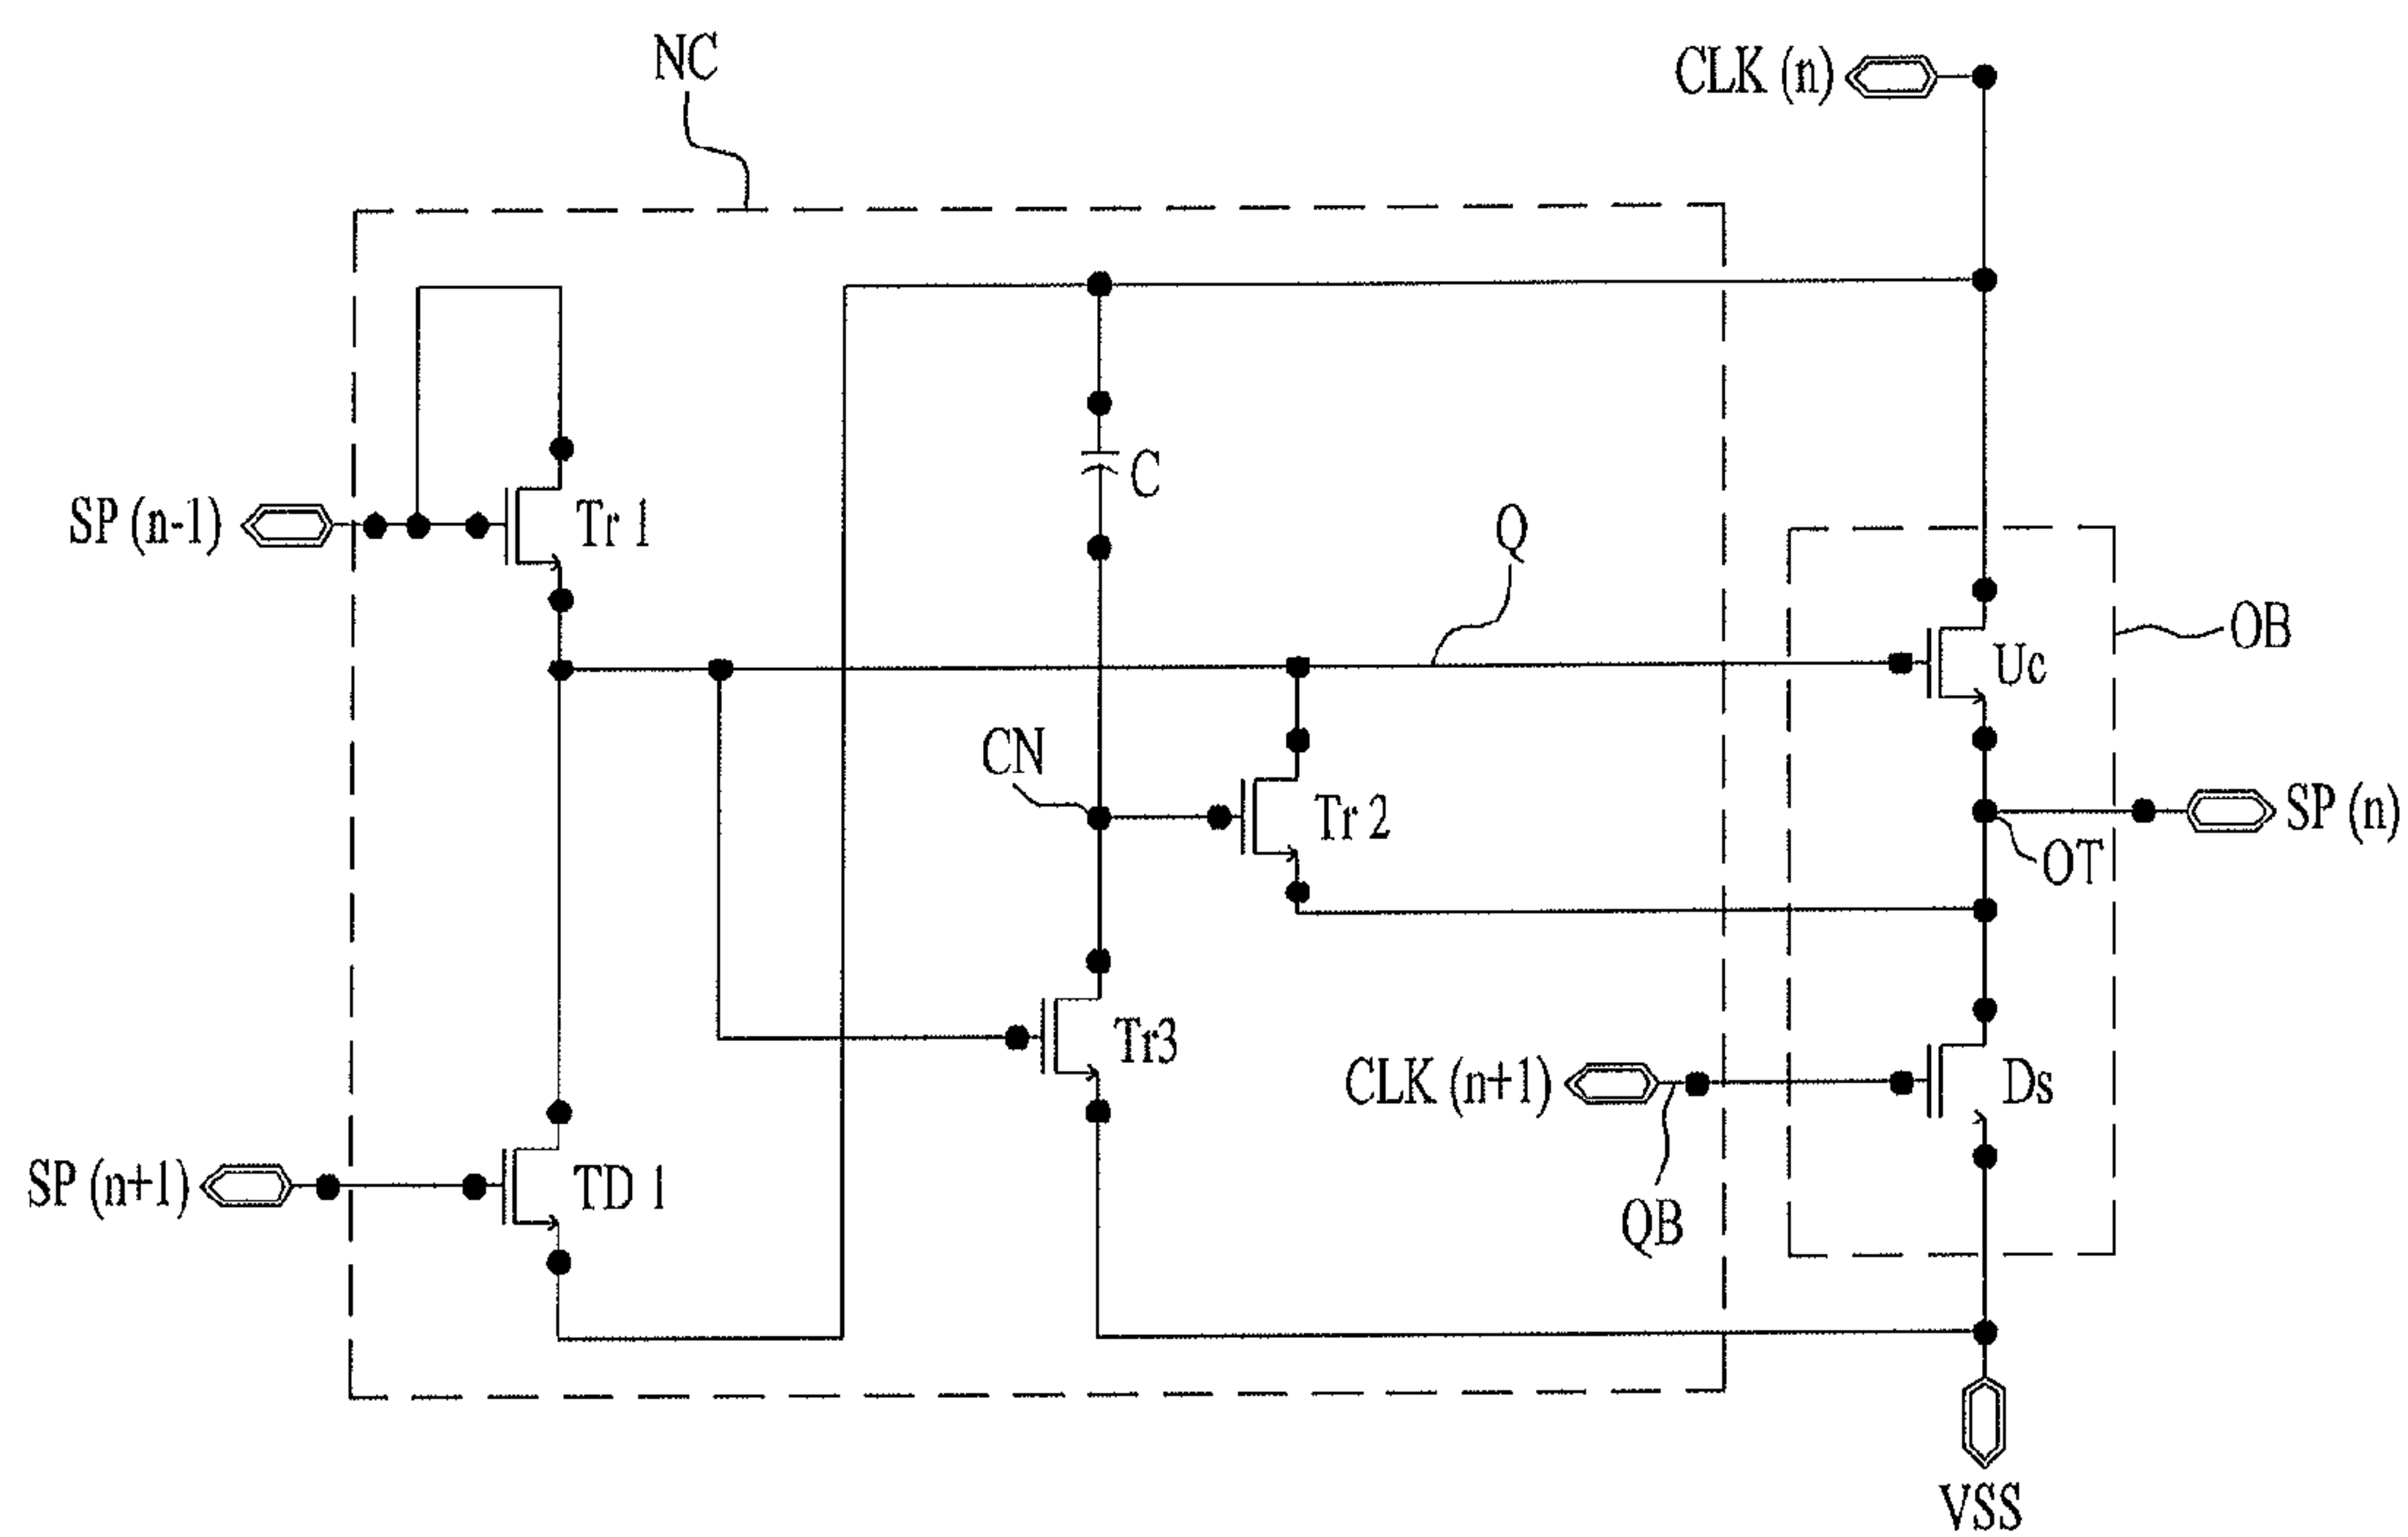 NC
CLK (n)
SP (n-1)
Tr 1
C
Q
OB
Uc
CN
Tr 2
SP (n)
OT
Tr3
CLK (n+1)
Ds
SP (n+1)
TD 1
QB
VSS